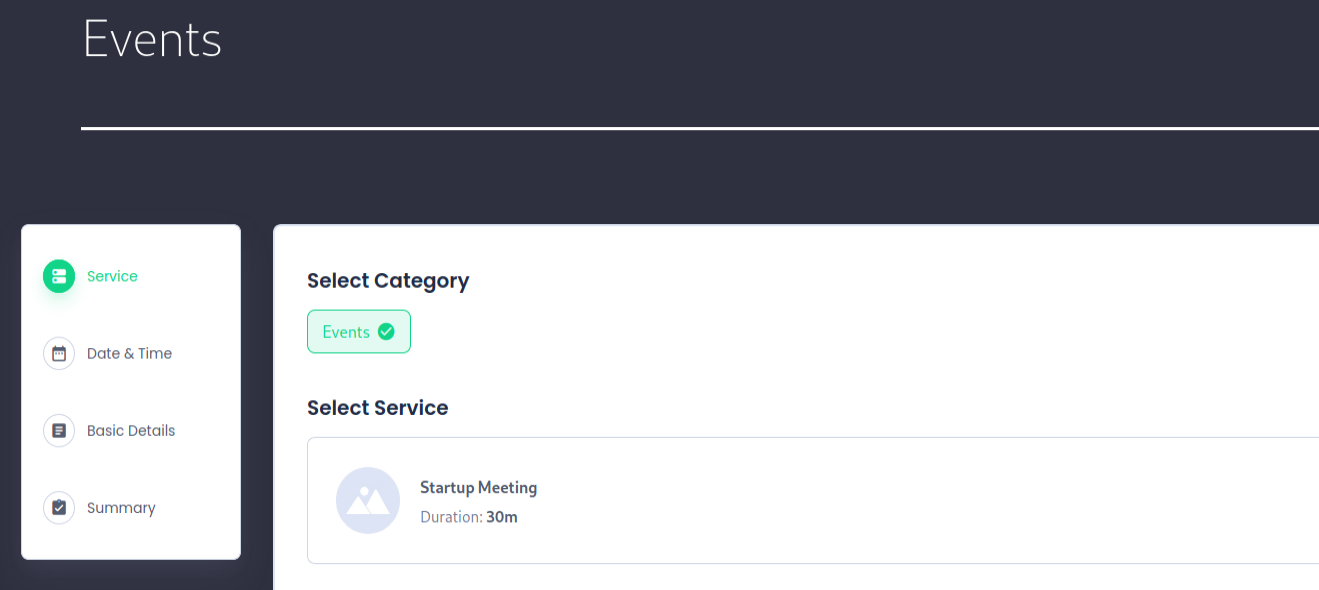 Events
Service
Date & Time
Basic Details
Summary
Select Category
Events
Select Service
Startup Meeting
Duration: 30m